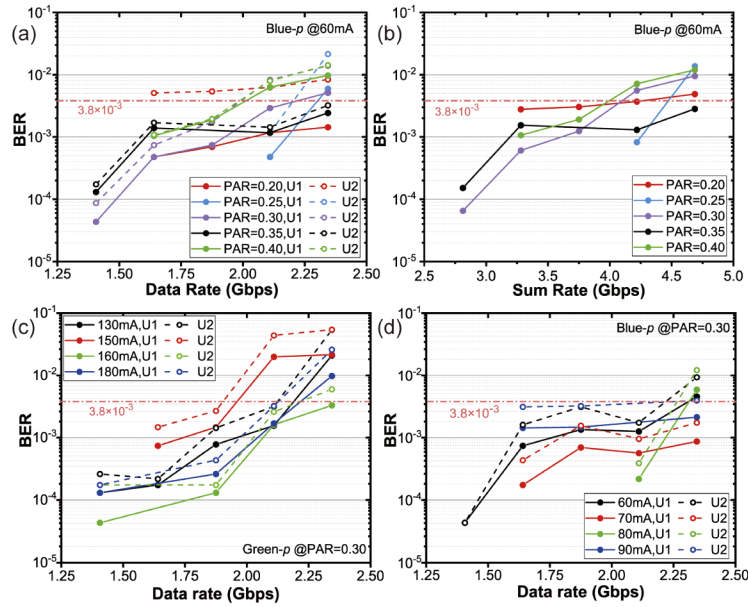 (a)
Blue-p @60mA
10⁻¹
10⁻²
10⁻³
10⁻⁴
10⁻⁵
BER
3.8×10⁻³
PAR=0.20,U1 U2
PAR=0.25,U1 U2
PAR=0.30,U1 U2
PAR=0.35,U1 U2
PAR=0.40,U1 U2
1.25 1.50 1.75 2.00 2.25 2.50
Data Rate (Gbps)
(b)
Blue-p @60mA
10⁻¹
10⁻²
10⁻³
10⁻⁴
10⁻⁵
BER
3.8×10⁻³
PAR=0.20
PAR=0.25
PAR=0.30
PAR=0.35
PAR=0.40
2.5 3.0 3.5 4.0 4.5 5.0
Sum Rate (Gbps)
(c)
130mA,U1 U2
150mA,U1 U2
160mA,U1 U2
180mA,U1 U2
10⁻¹
10⁻²
10⁻³
10⁻⁴
10⁻⁵
BER
3.8×10⁻³
Green-p @PAR=0.30
1.25 1.50 1.75 2.00 2.25 2.50
Data rate (Gbps)
(d)
Blue-p @PAR=0.30
10⁻¹
10⁻²
10⁻³
10⁻⁴
10⁻⁵
BER
3.8×10⁻³
60mA,U1 U2
70mA,U1 U2
80mA,U1 U2
90mA,U1 U2
1.25 1.50 1.75 2.00 2.25 2.50
Data rate (Gbps)